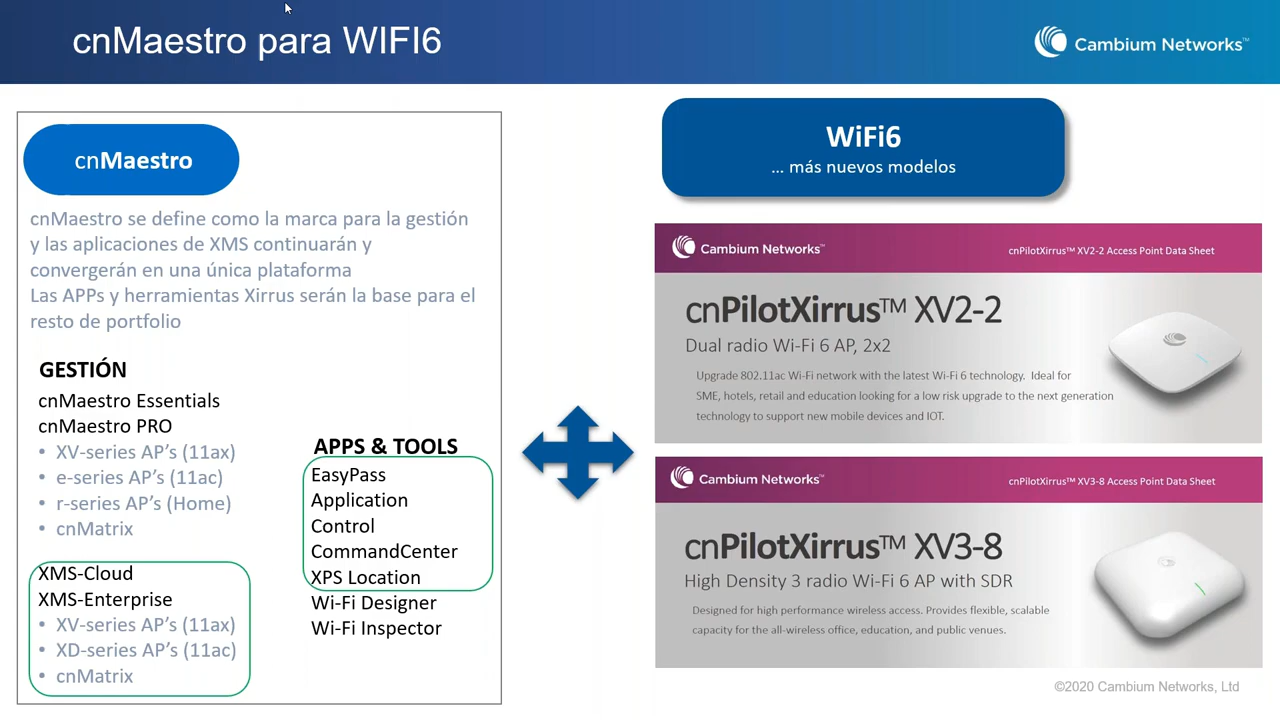 cnMaestro para WIFI6
Cambium Networks™
cnMaestro
cnMaestro se define como la marca para la gestión
y las aplicaciones de XMS continuarán y
convergerán en una única plataforma
Las APPs y herramientas Xirrus serán la base para el
resto de portfolio
GESTIÓN
cnMaestro Essentials
cnMaestro PRO
• XV-series AP’s (11ax)
• e-series AP’s (11ac)
• r-series AP’s (Home)
• cnMatrix
XMS-Cloud
XMS-Enterprise
• XV-series AP’s (11ax)
• XD-series AP’s (11ac)
• cnMatrix
APPS & TOOLS
EasyPass
Application
Control
CommandCenter
XPS Location
Wi-Fi Designer
Wi-Fi Inspector
WiFi6
... más nuevos modelos
Cambium Networks™
cnPilotXirrus™ XV2-2 Access Point Data Sheet
cnPilotXirrus™ XV2-2
Dual radio Wi-Fi 6 AP, 2x2
Upgrade 802.11ac Wi-Fi network with the latest Wi-Fi 6 technology. Ideal for
SME, hotels, retail and education looking for a low risk upgrade to the next generation
technology to support new mobile devices and IOT.
Cambium Networks™
cnPilotXirrus™ XV3-8 Access Point Data Sheet
cnPilotXirrus™ XV3-8
High Density 3 radio Wi-Fi 6 AP with SDR
Designed for high performance wireless access. Provides flexible, scalable
capacity for the all-wireless office, education, and public venues.
©2020 Cambium Networks, Ltd